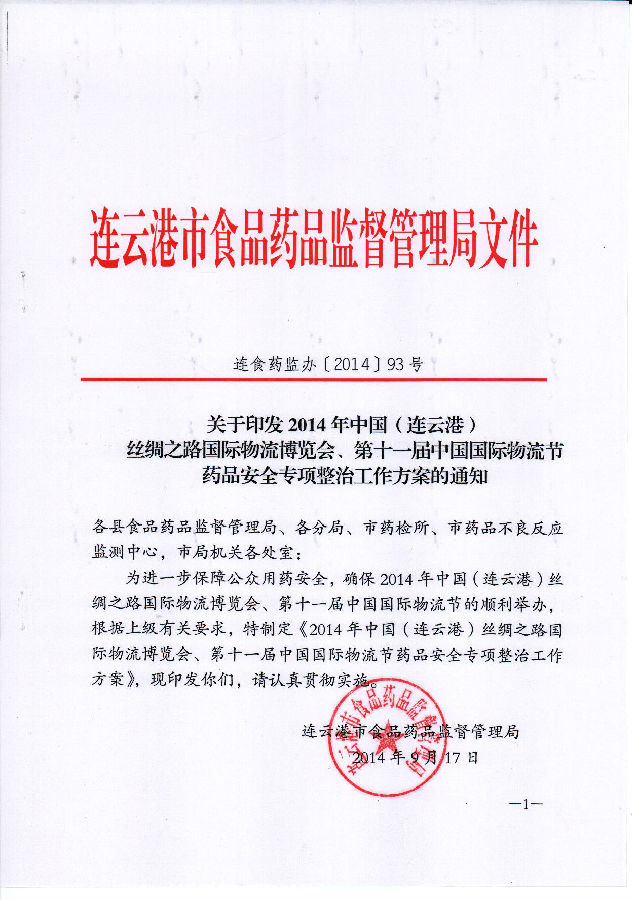 连云港市食品药品监督管理局文件
连食药监办〔2014〕93号
关于印发2014年中国（连云港）
丝绸之路国际物流博览会、第十一届中国国际物流节
药品安全专项整治工作方案的通知
各县食品药品监督管理局、各分局、市药检所、市药品不良反应
监测中心，市局机关各处室：
为进一步保障公众用药安全，确保2014年中国（连云港）丝
绸之路国际物流博览会、第十一届中国国际物流节的顺利举办，
根据上级有关要求，特制定《2014年中国（连云港）丝绸之路国
际物流博览会、第十一届中国国际物流节药品安全专项整治工作
方案》，现印发你们，请认真贯彻实施。
连云港市食品药品监督管理局
连云港市食品药品监督管理局
2014年9月17日
—1—